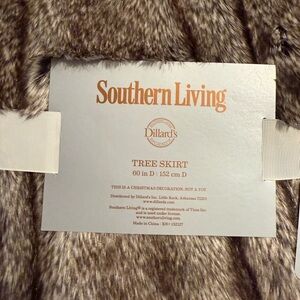 Southern Living
Dillard's
TREE SKIRT
60 in D | 152 cm D
THIS IS A CHRISTMAS DECORATION. NOT A TOY
Distributed by Dillard's Inc. Little Rock, Arkansas 72201
www.dillards.com
Southern Living® is a registered trademark of Time Inc.
and is used under license.
www.southernliving.com
Made in China | RN#